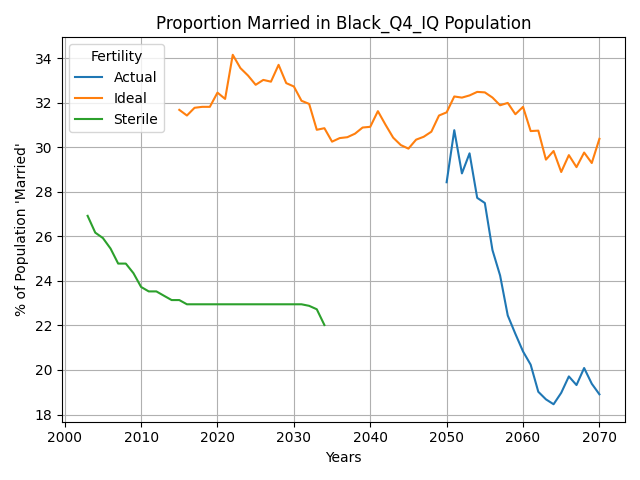 Proportion Married in Black_Q4_IQ Population
Fertility
Actual
Ideal
Sterile
% of Population 'Married'
34
32
30
28
26
24
22
20
18
2000 2010 2020 2030 2040 2050 2060 2070
Years